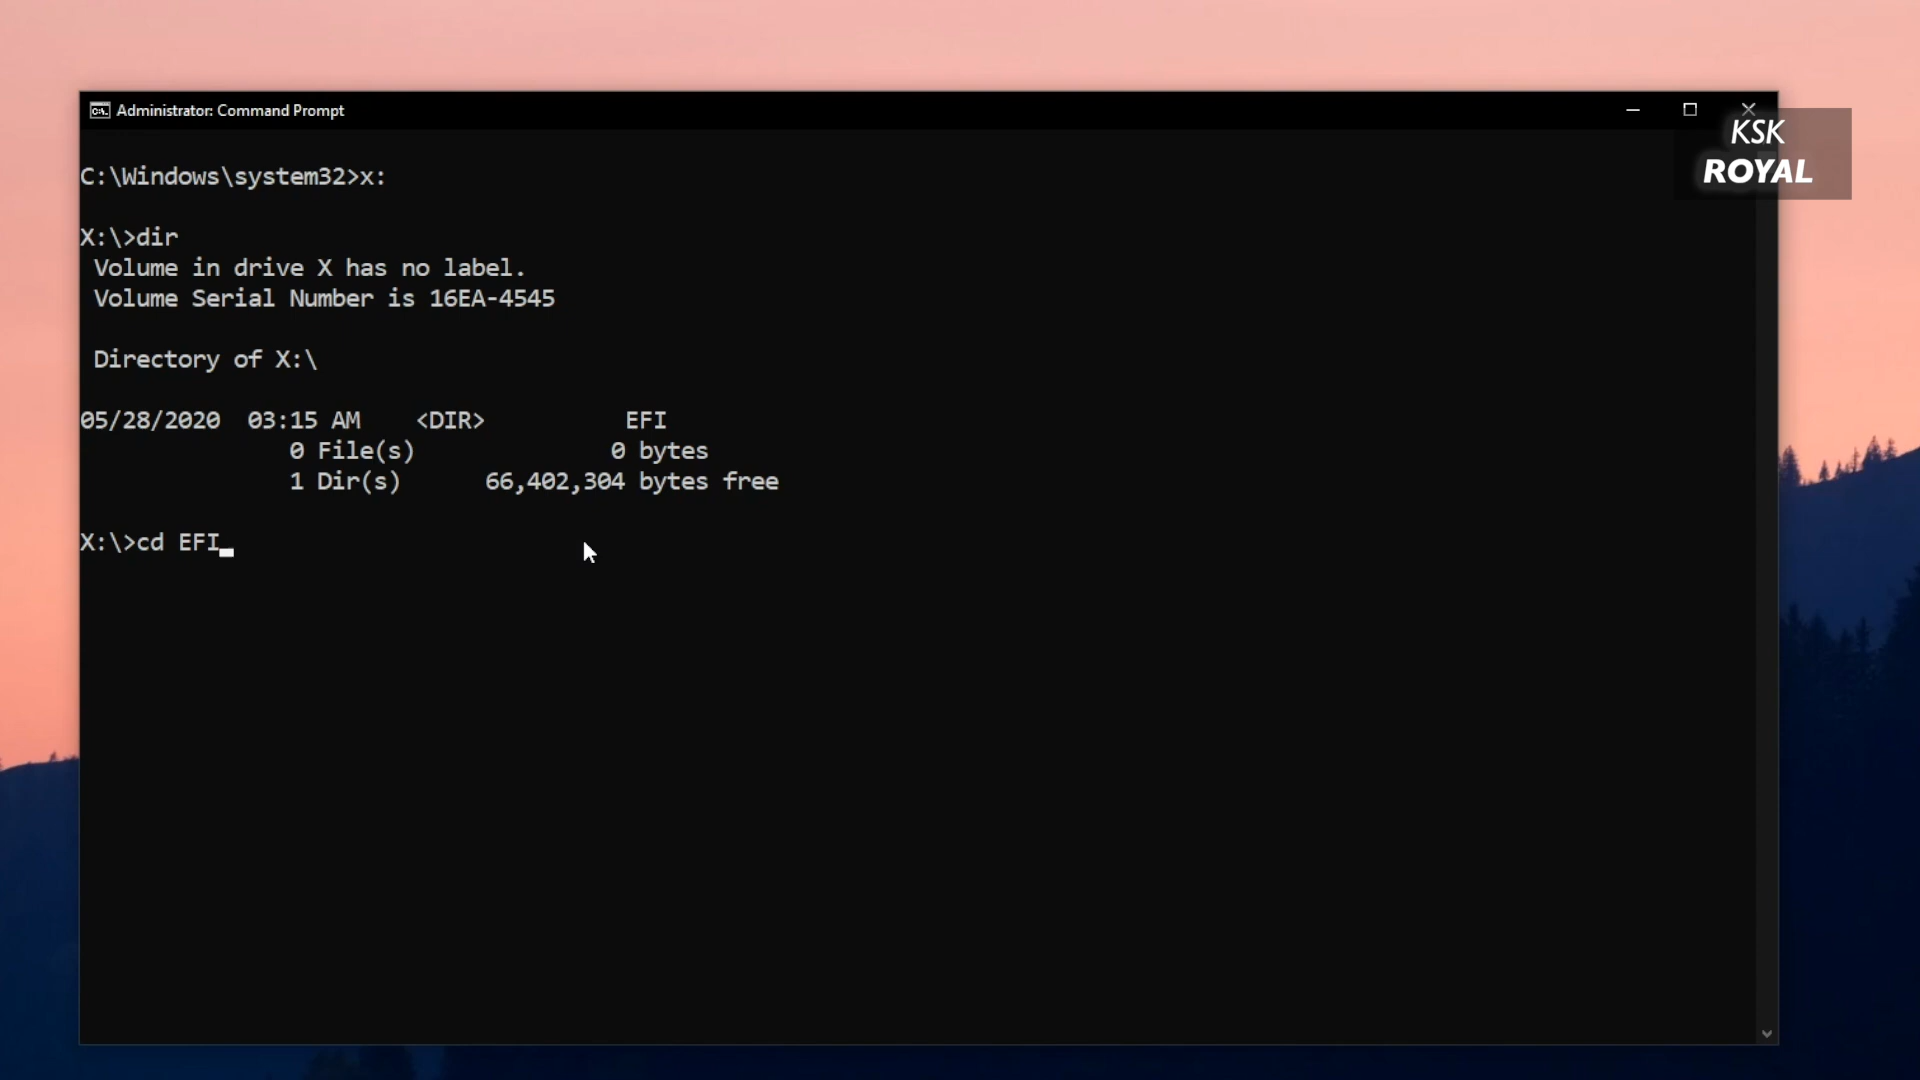 Administrator: Command Prompt
KSK
ROYAL
C:\Windows\system32>x:
X:\>dir
Volume in drive X has no label.
Volume Serial Number is 16EA-4545
Directory of X:\
05/28/2020  03:15 AM    <DIR>          EFI
0 File(s)              0 bytes
1 Dir(s)      66,402,304 bytes free
X:\>cd EFI